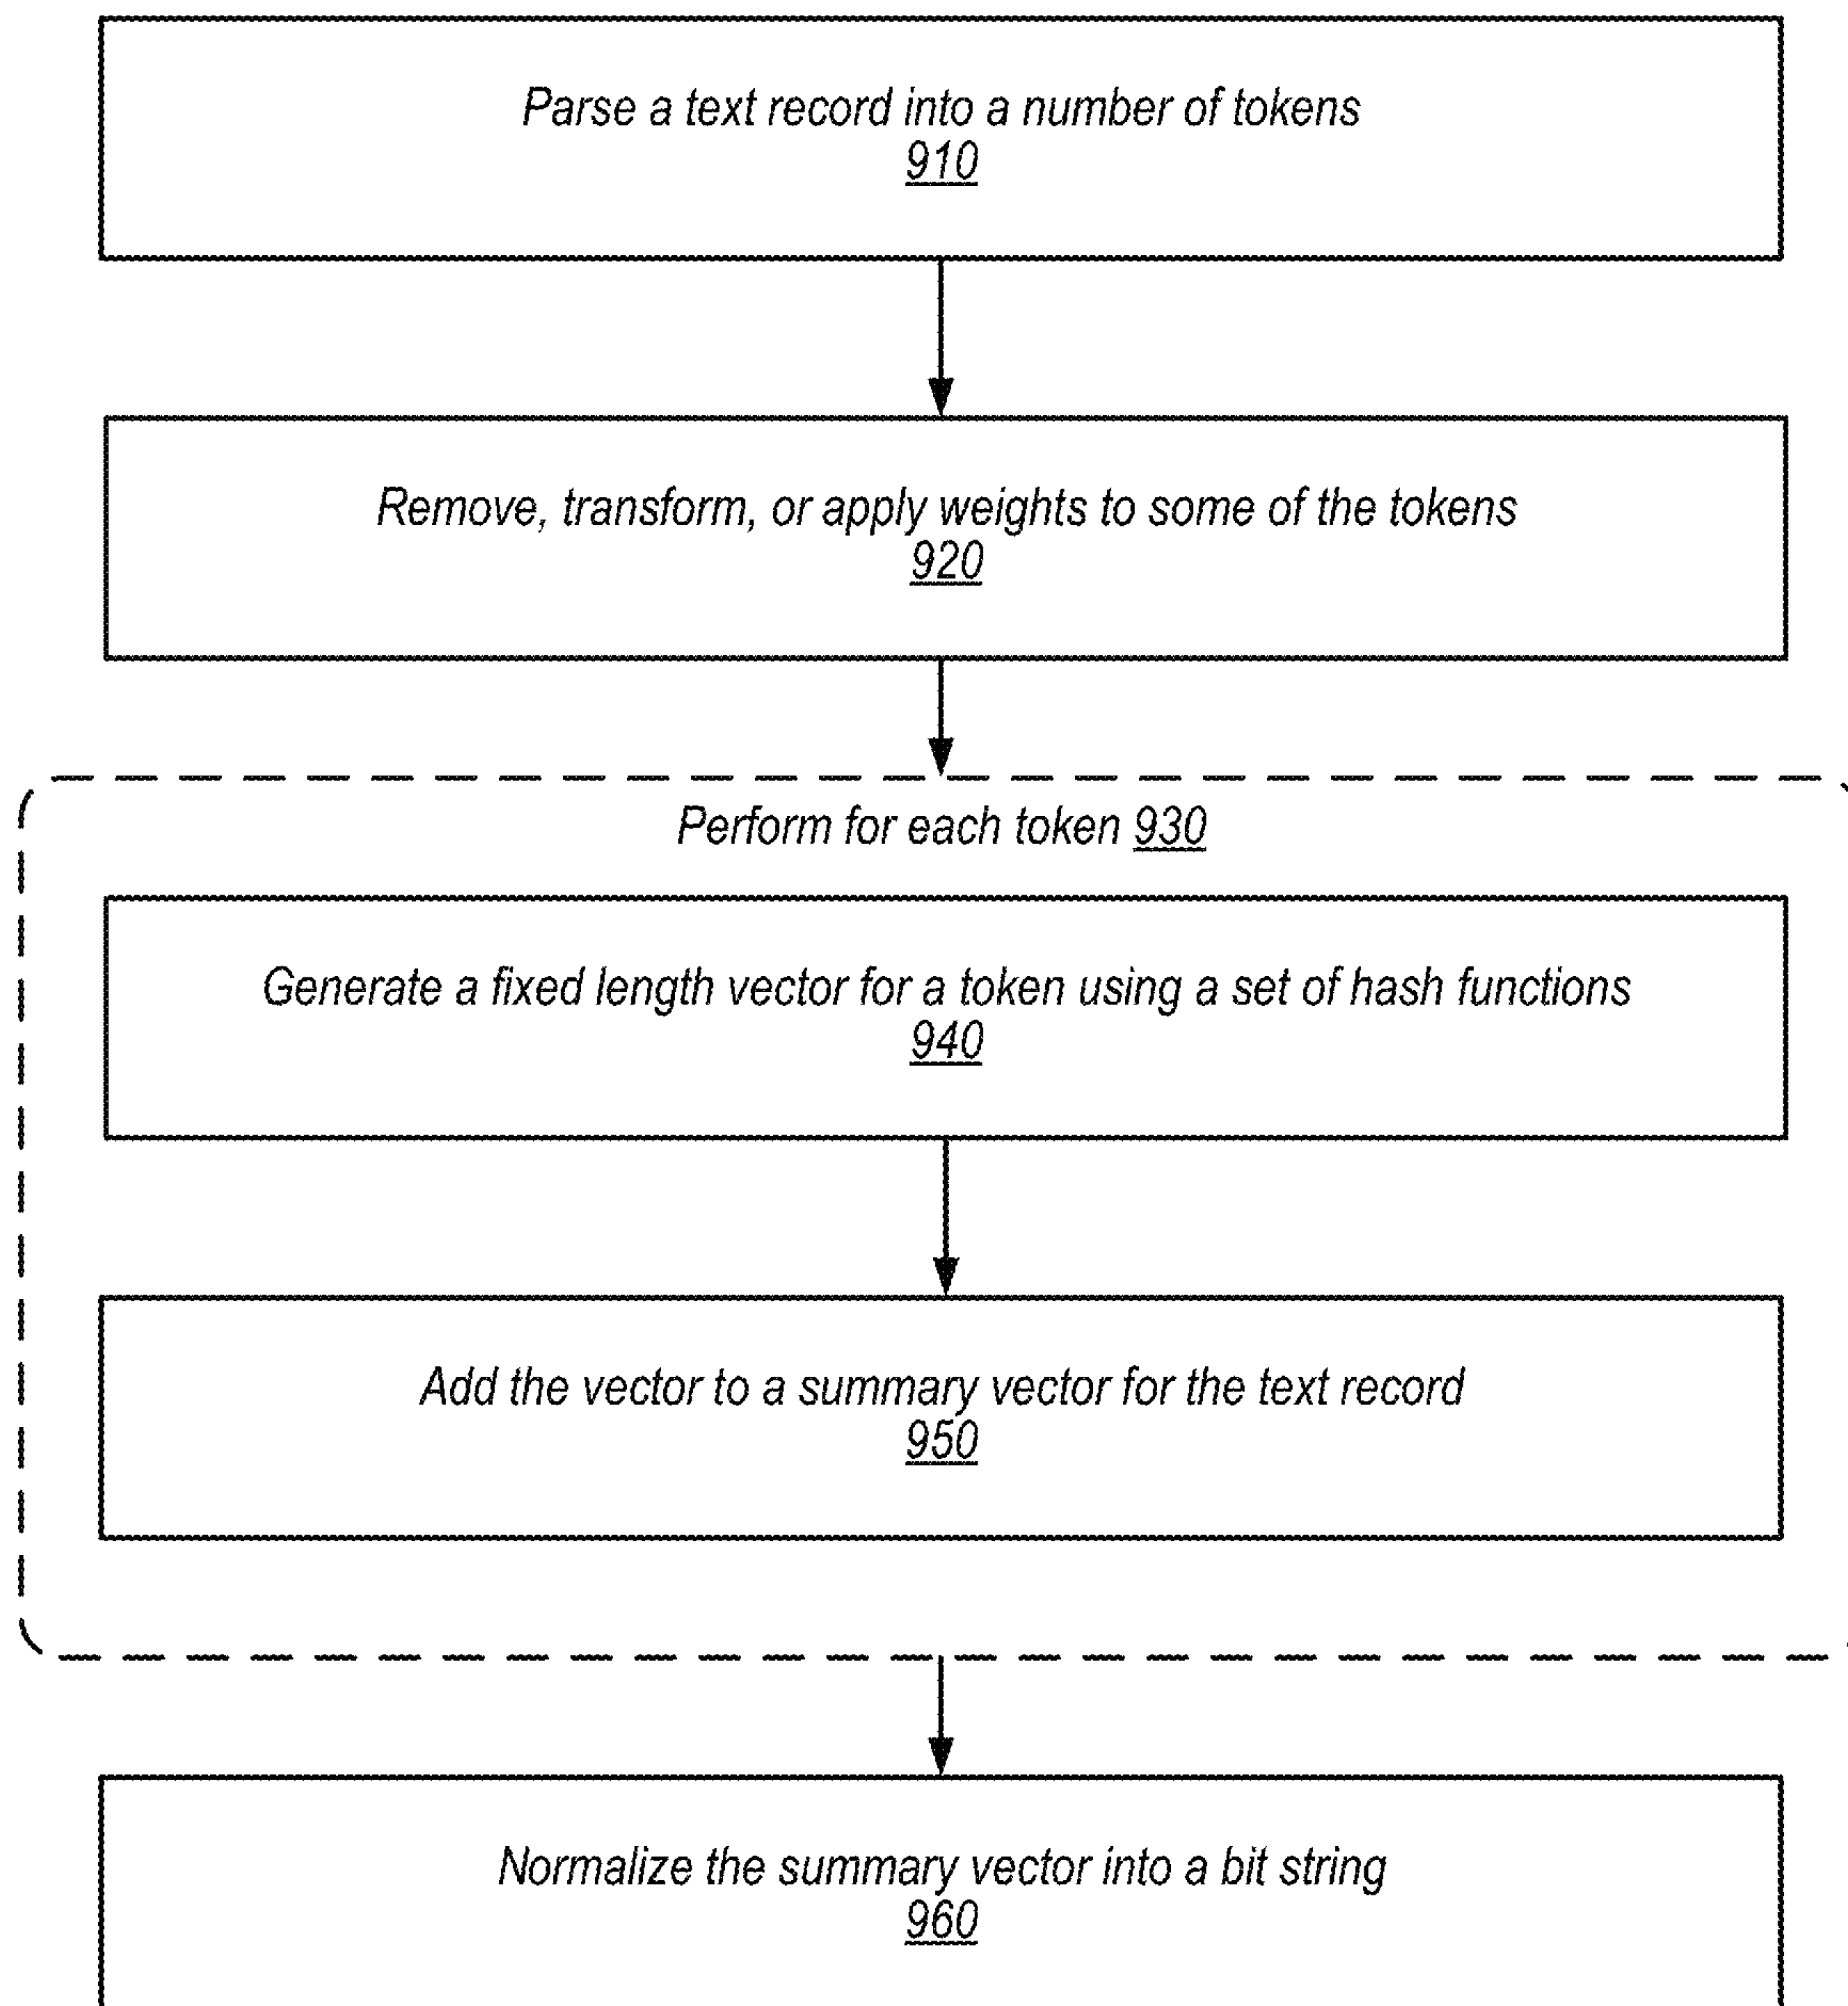 Parse a text record into a number of tokens
910
Remove, transform, or apply weights to some of the tokens
920
Perform for each token 930
Generate a fixed length vector for a token using a set of hash functions
940
Add the vector to a summary vector for the text record
950
Normalize the summary vector into a bit string
960